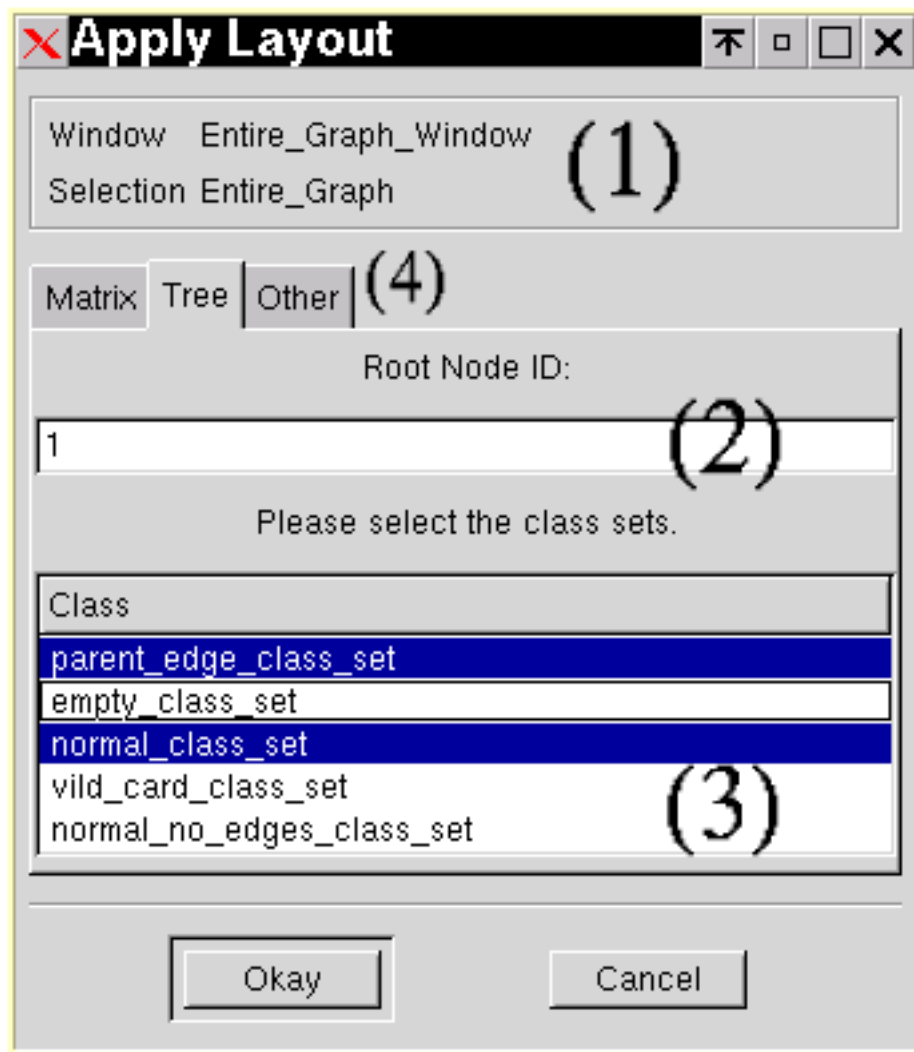 Apply Layout
Window Entire_Graph_Window
(1)
Selection Entire_Graph
Matrix Tree Other (4)
Root Node ID:
1
(2)
Please select the class sets.
Class
parent_edge_class_set
empty_class_set
normal_class_set
vild_card_class_set
(3)
normal_no_edges_class_set
Okay Cancel